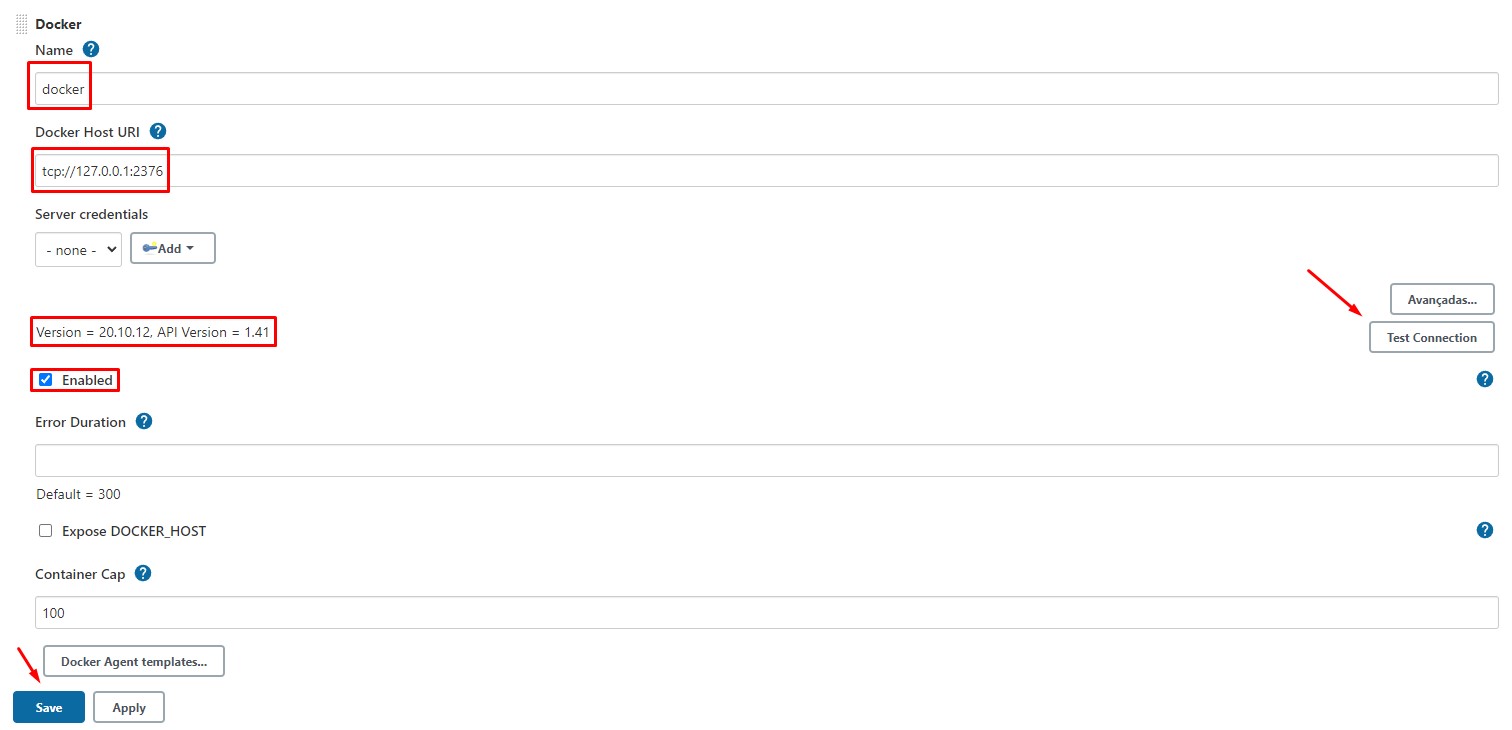 Docker
Name ?
docker
Docker Host URI ?
tcp://127.0.0.1:2376
Server credentials
- none - Add
Avançadas...
Version = 20.10.12, API Version = 1.41
Test Connection
Enabled ?
Error Duration ?
Default = 300
Expose DOCKER_HOST ?
Container Cap ?
100
Docker Agent templates...
Save Apply